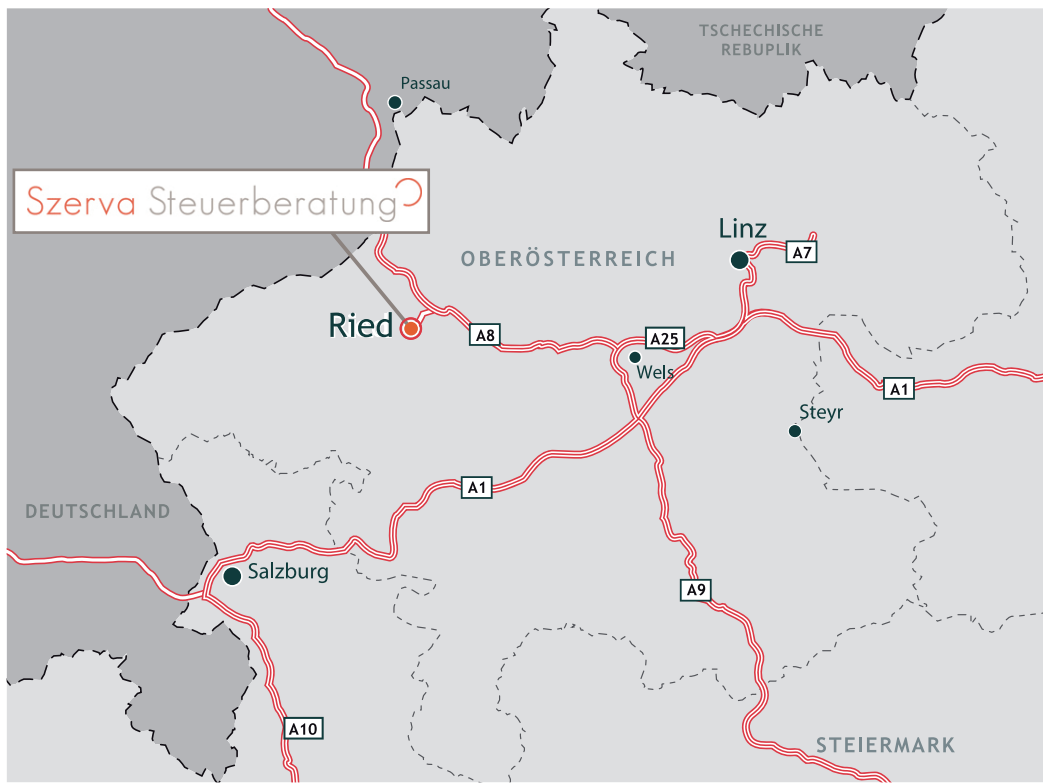 TSCHECHISCHE
REBUPLIK
Passau
Szerva Steuerberatung
Linz
A7
OBERÖSTERREICH
Ried
A8
A25
Wels
A1
Steyr
A1
DEUTSCHLAND
Salzburg
A9
A10
STEIERMARK